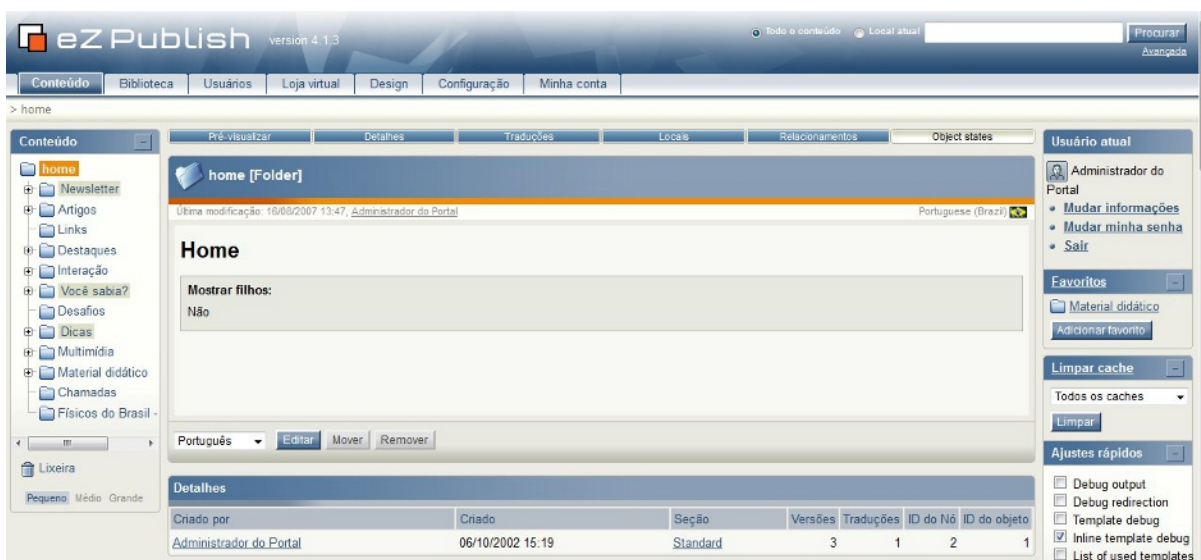 eZ Publish version 4.1.3
Todo o conteúdo Local atual
Procurar
Avançada
Conteúdo Biblioteca Usuários Loja virtual Design Configuração Minha conta
> home
Conteúdo
home
Newsletter
Artigos
Links
Destaques
Interação
Você sabia?
Desafios
Dicas
Multimídia
Material didático
Chamadas
Físicos do Brasil -
Lixeira
Pequeno Médio Grande
Pré-visualizar Detalhes Traduções Locais Relacionamentos Object states
home [Folder]
Última modificação: 16/08/2007 13:47, Administrador do Portal
Portuguese (Brazil)
Home
Mostrar filhos:
Não
Português Editar Mover Remover
Detalhes
Criado por Criado Seção Versões Traduções ID do Nó ID do objeto
Administrador do Portal 06/10/2002 15:19 Standard 3 1 2 1
Usuário atual
Administrador do
Portal
Mudar informações
Mudar minha senha
Sair
Favoritos
Material didático
Adicionar favorito
Limpar cache
Todos os caches
Limpar
Ajustes rápidos
Debug output
Debug redirection
Template debug
Inline template debug
List of used templates